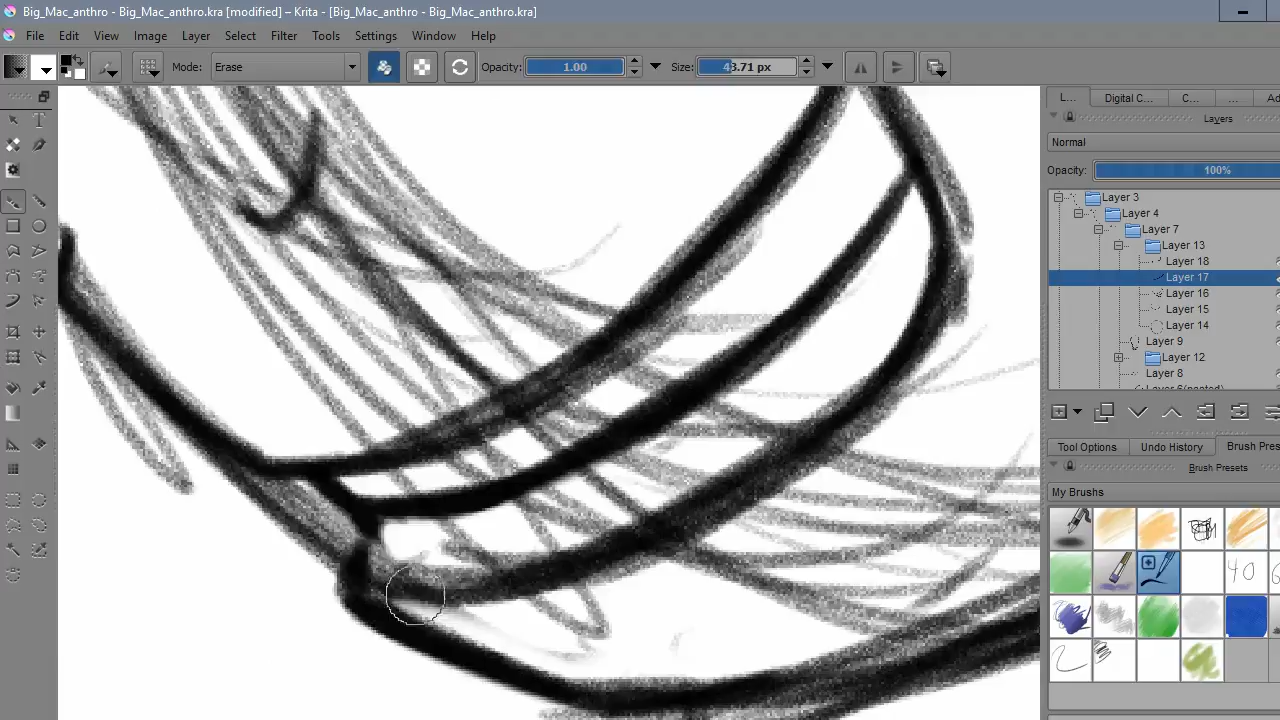 Big_Mac_anthro - Big_Mac_anthro.kra [modified] – Krita - [Big_Mac_anthro - Big_Mac_anthro.kra]
File Edit View Image Layer Select Filter Tools Settings Window Help
Mode: Erase Opacity: 1.00 Size: 43.71 px
L... Digital C... C... ... Ad
Layers
Normal
Opacity: 100%
Layer 3
Layer 4
Layer 7
Layer 13
Layer 18
Layer 17
Layer 16
Layer 15
Layer 14
Layer 9
Layer 12
Layer 8
Tool Options Undo History Brush Pres
Brush Presets
My Brushes